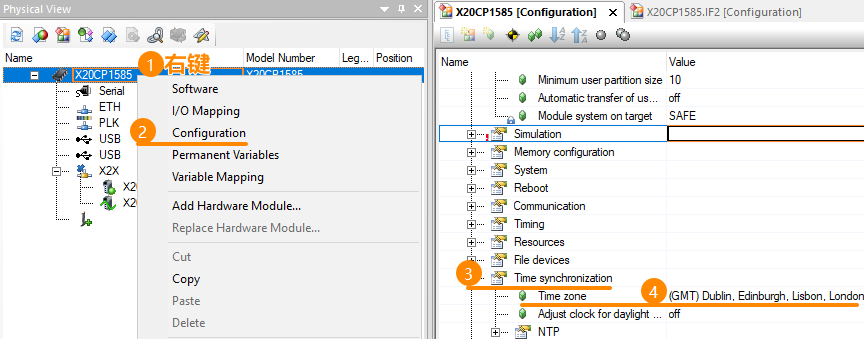 Physical View
Name
Model Number
Leg...
Position
X20CP1585
1 右键
X20CP1585
Serial
ETH
PLK
USB
USB
X2X
X20
X20
Software
I/O Mapping
2 Configuration
Permanent Variables
Variable Mapping
Add Hardware Module...
Replace Hardware Module...
Cut
Copy
Paste
Delete
X20CP1585 [Configuration]
X20CP1585.IF2 [Configuration]
Name
Value
Minimum user partition size 10
Automatic transfer of us... off
Module system on target SAFE
Simulation
Memory configuration
System
Reboot
Communication
Timing
Resources
File devices
3 Time synchronization
Time zone 4 (GMT) Dublin, Edinburgh, Lisbon, London
Adjust clock for daylight ... off
NTP